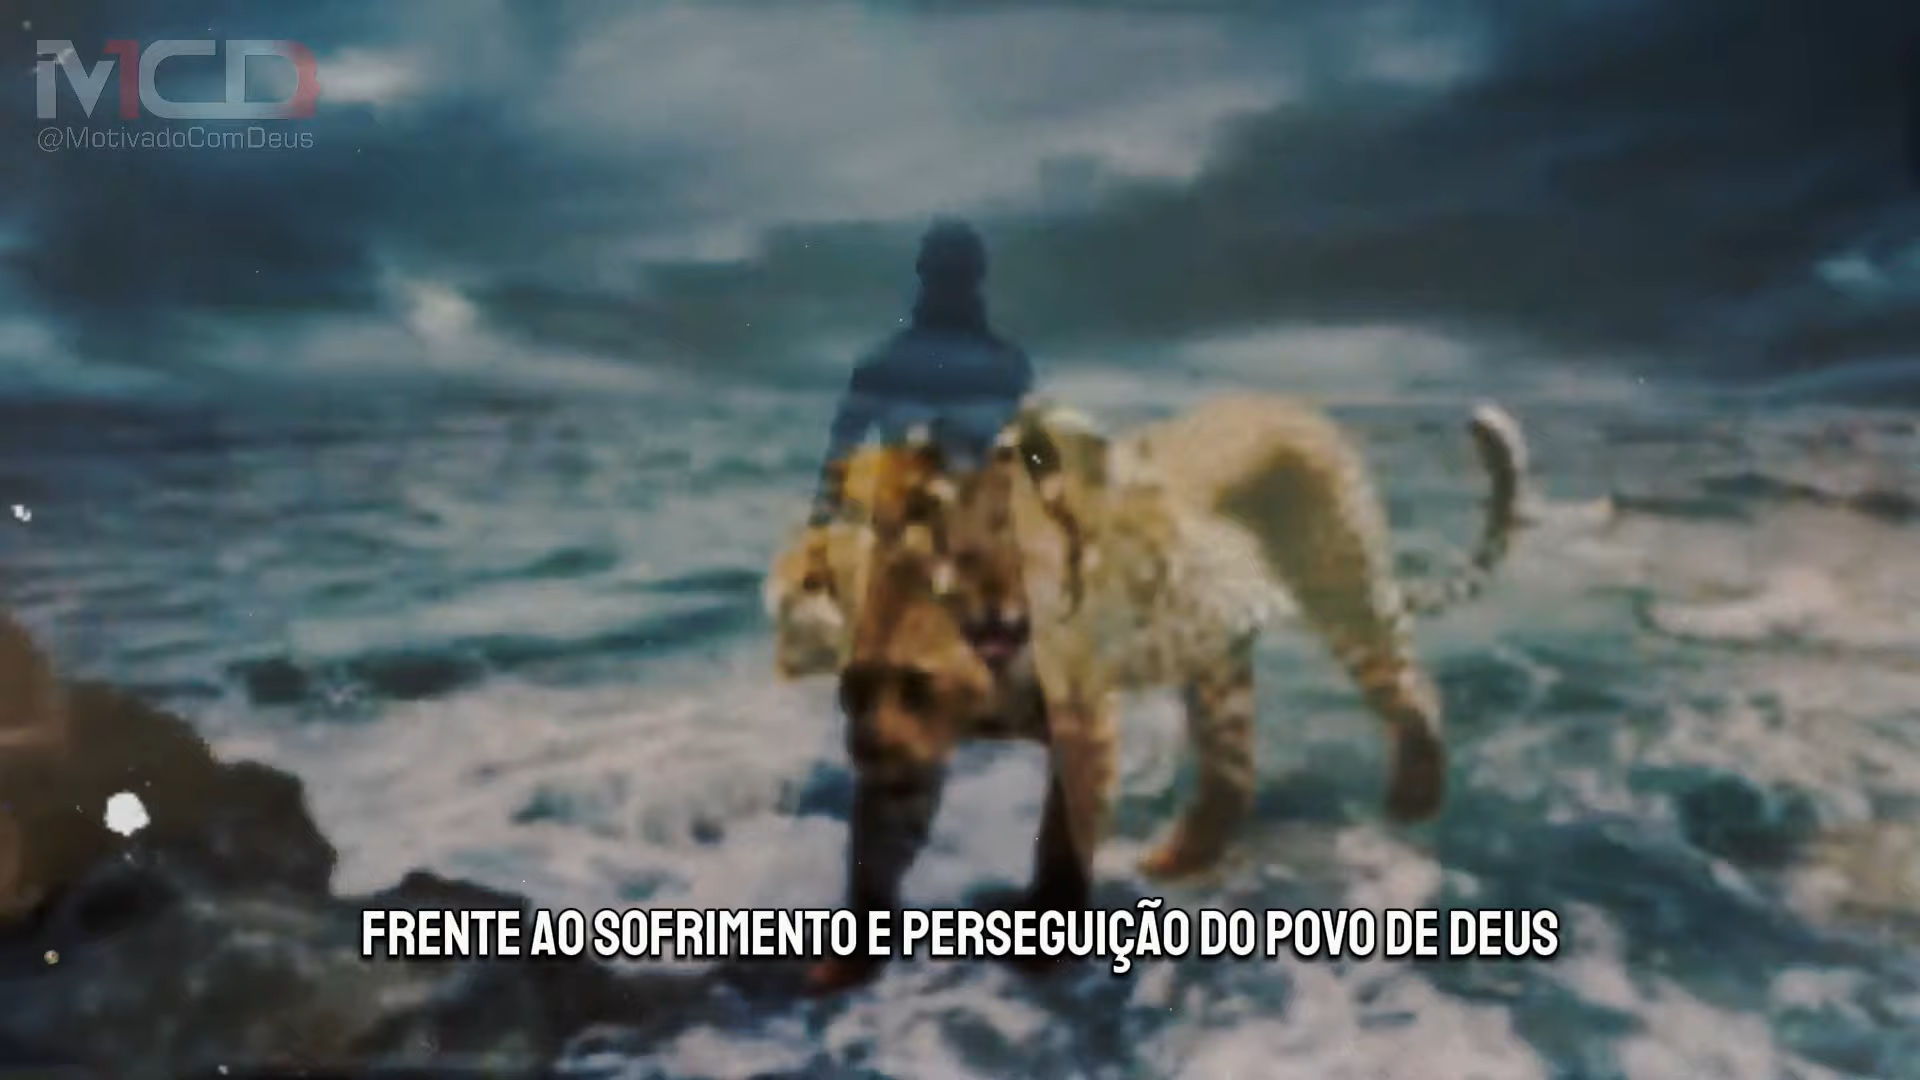 MCD
@MotivadoComDeus
FRENTE AO SOFRIMENTO E PERSEGUIÇÃO DO POVO DE DEUS